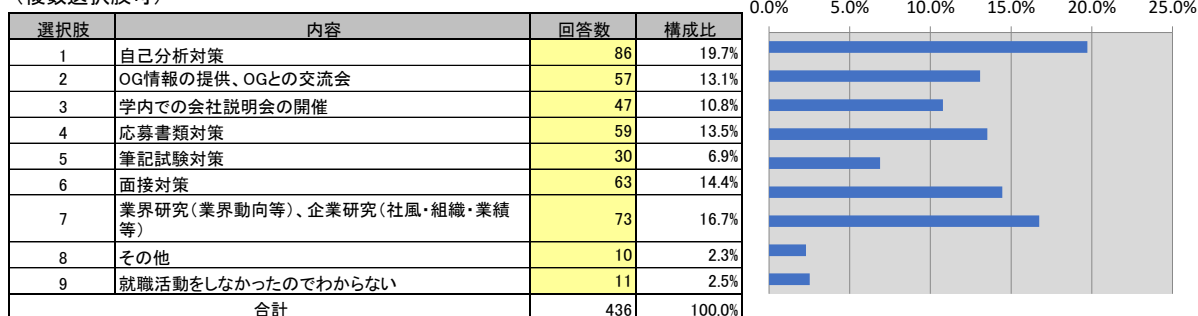 0.0% 5.0% 10.0% 15.0% 20.0% 25.0%
選択肢 内容 回答数 構成比
1 自己分析対策 86 19.7%
2 OG情報の提供、OGとの交流会 57 13.1%
3 学内での会社説明会の開催 47 10.8%
4 応募書類対策 59 13.5%
5 筆記試験対策 30 6.9%
6 面接対策 63 14.4%
7 業界研究(業界動向等)、企業研究(社風・組織・業績
等) 73 16.7%
8 その他 10 2.3%
9 就職活動をしなかったのでわからない 11 2.5%
合計 436 100.0%